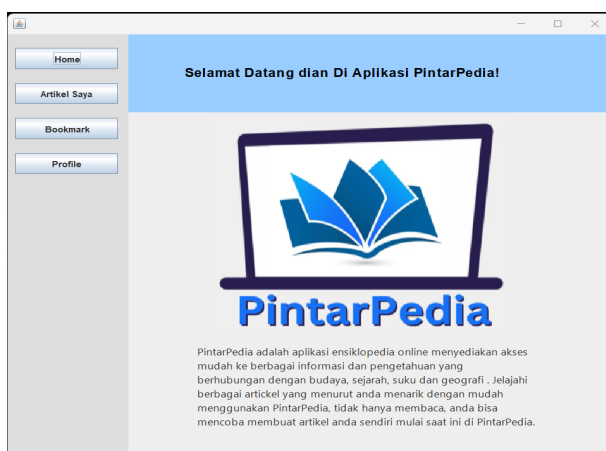 Home
Artikel Saya
Bookmark
Profile
Selamat Datang dian Di Aplikasi PintarPedia!
PintarPedia
PintarPedia adalah aplikasi ensiklopedia online menyediakan akses
mudah ke berbagai informasi dan pengetahuan yang
berhubungan dengan budaya, sejarah, suku dan geografi . Jelajahi
berbagai artickel yang menurut anda menarik dengan mudah
menggunakan PintarPedia, tidak hanya membaca, anda bisa
mencoba membuat artikel anda sendiri mulai saat ini di PintarPedia.